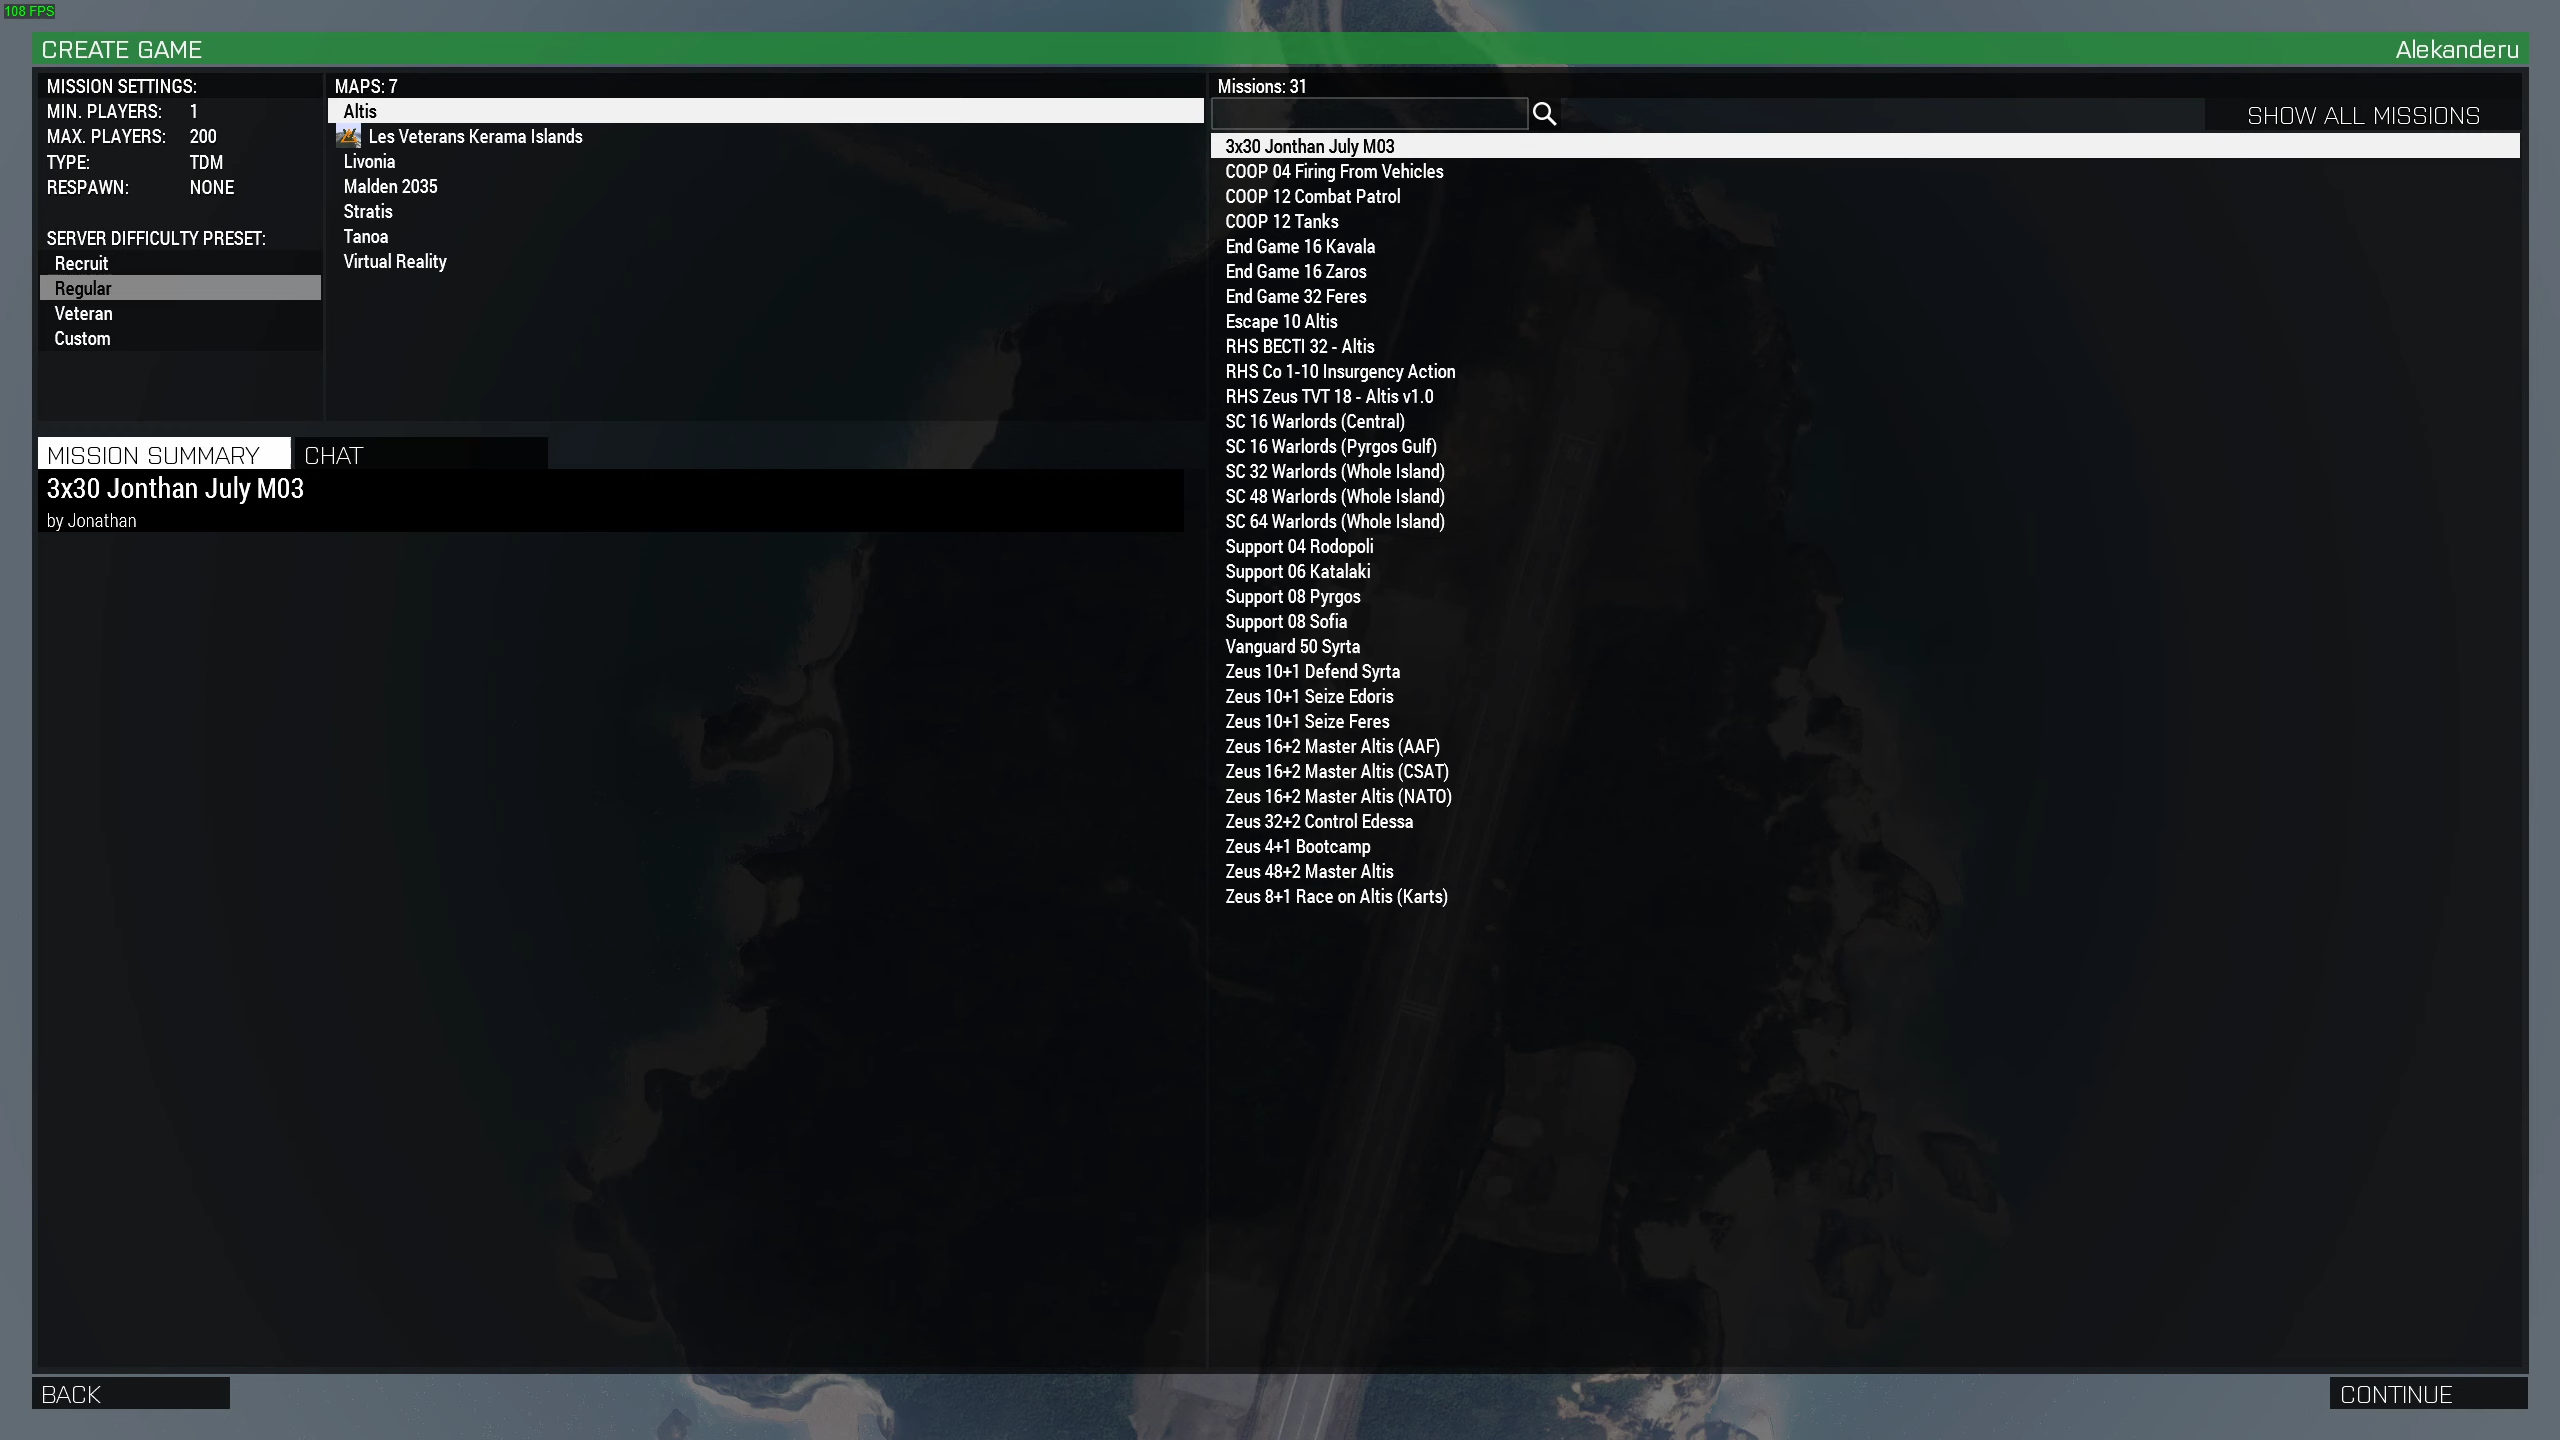 108 FPS
CREATE GAME
Alekanderu
MISSION SETTINGS:
MIN. PLAYERS: 1
MAX. PLAYERS: 200
TYPE: TDM
RESPAWN: NONE
SERVER DIFFICULTY PRESET:
Recruit
Regular
Veteran
Custom
MAPS: 7
Altis
Les Veterans Kerama Islands
Livonia
Malden 2035
Stratis
Tanoa
Virtual Reality
MISSION SUMMARY
CHAT
3x30 Jonthan July M03
by Jonathan
Missions: 31
SHOW ALL MISSIONS
3x30 Jonthan July M03
COOP 04 Firing From Vehicles
COOP 12 Combat Patrol
COOP 12 Tanks
End Game 16 Kavala
End Game 16 Zaros
End Game 32 Feres
Escape 10 Altis
RHS BECTI 32 - Altis
RHS Co 1-10 Insurgency Action
RHS Zeus TVT 18 - Altis v1.0
SC 16 Warlords (Central)
SC 16 Warlords (Pyrgos Gulf)
SC 32 Warlords (Whole Island)
SC 48 Warlords (Whole Island)
SC 64 Warlords (Whole Island)
Support 04 Rodopoli
Support 06 Katalaki
Support 08 Pyrgos
Support 08 Sofia
Vanguard 50 Syrta
Zeus 10+1 Defend Syrta
Zeus 10+1 Seize Edoris
Zeus 10+1 Seize Feres
Zeus 16+2 Master Altis (AAF)
Zeus 16+2 Master Altis (CSAT)
Zeus 16+2 Master Altis (NATO)
Zeus 32+2 Control Edessa
Zeus 4+1 Bootcamp
Zeus 48+2 Master Altis
Zeus 8+1 Race on Altis (Karts)
BACK
CONTINUE